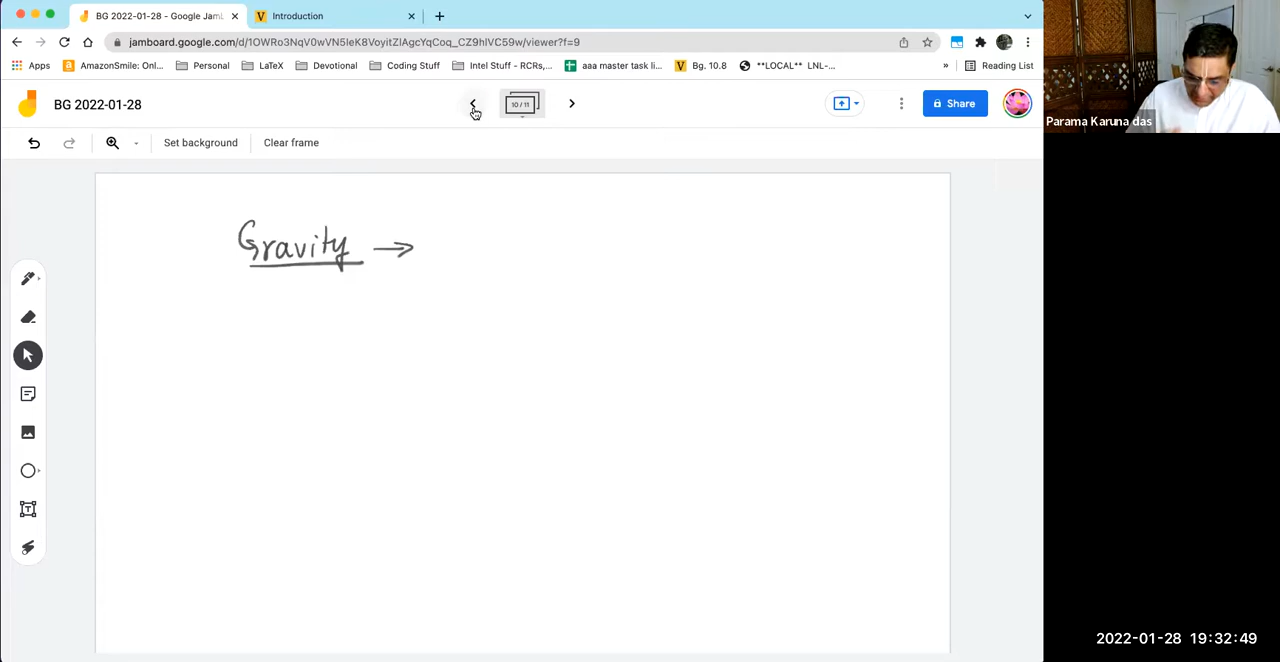 BG 2022-01-28 - Google Jam
Introduction
jamboard.google.com/d/1OWRo3NqV0wVN5leK8VoyitZlAgcYqCoq_CZ9hlVC59w/viewer?f=9
Apps
AmazonSmile: Onl...
Personal
LaTeX
Devotional
Coding Stuff
Intel Stuff - RCRs,...
aaa master task li...
Bg. 10.8
**LOCAL** LNL-...
»
Reading List
BG 2022-01-28
10 / 11
Share
Set background
Clear frame
Gravity →
Parama Karuna das
2022-01-28 19:32:49